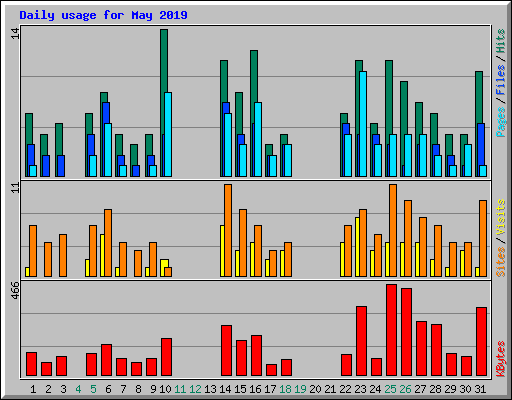 Daily usage for May 2019
14
Pages / Files / Hits
11
Sites / Visits
466
KBytes
1 2 3 4 5 6 7 8 9 10 11 12 13 14 15 16 17 18 19 20 21 22 23 24 25 26 27 28 29 30 31